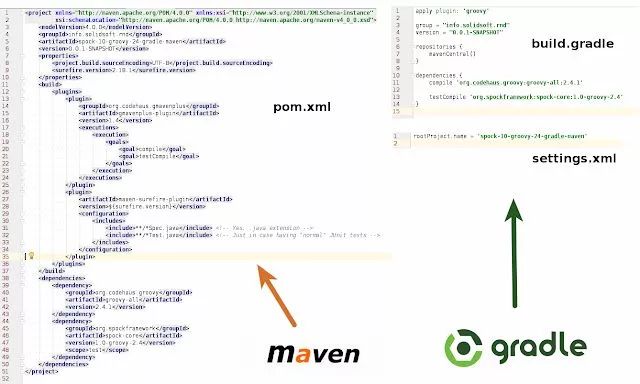 <project xmlns="http://maven.apache.org/POM/4.0.0" xmlns:xsi="http://www.w3.org/2001/XMLSchema-instance"
xsi:schemaLocation="http://maven.apache.org/POM/4.0.0 http://maven.apache.org/maven-v4_0_0.xsd">
<modelVersion>4.0.0</modelVersion>
<groupId>info.solidsoft.rnd</groupId>
<artifactId>spock-10-groovy-24-gradle-maven</artifactId>
<version>0.0.1-SNAPSHOT</version>
<properties>
<project.build.sourceEncoding>UTF-8</project.build.sourceEncoding>
<surefire.version>2.18.1</surefire.version>
</properties>
<build>
<plugins>
<plugin>
<groupId>org.codehaus.gmavenplus</groupId>
<artifactId>gmavenplus-plugin</artifactId>
<version>1.4</version>
<executions>
<execution>
<goals>
<goal>compile</goal>
<goal>testCompile</goal>
</goals>
</execution>
</executions>
</plugin>
<plugin>
<artifactId>maven-surefire-plugin</artifactId>
<version>${surefire.version}</version>
<configuration>
<includes>
<include>**/*Spec.java</include> <!-- Yes, .java extension -->
<include>**/*Test.java</include> <!-- Just in case having "normal" JUnit tests -->
</includes>
</configuration>
</plugin>
</plugins>
</build>
<dependencies>
<dependency>
<groupId>org.codehaus.groovy</groupId>
<artifactId>groovy-all</artifactId>
<version>2.4.1</version>
</dependency>
<dependency>
<groupId>org.spockframework</groupId>
<artifactId>spock-core</artifactId>
<version>1.0-groovy-2.4</version>
<scope>test</scope>
</dependency>
</dependencies>
</project>
pom.xml
maven
apply plugin: 'groovy'
group = "info.solidsoft.rnd"
version = "0.0.1-SNAPSHOT"
repositories {
mavenCentral()
}
dependencies {
compile 'org.codehaus.groovy:groovy-all:2.4.1'
testCompile 'org.spockframework:spock-core:1.0-groovy-2.4'
}
build.gradle
rootProject.name = 'spock-10-groovy-24-gradle-maven'
settings.xml
gradle